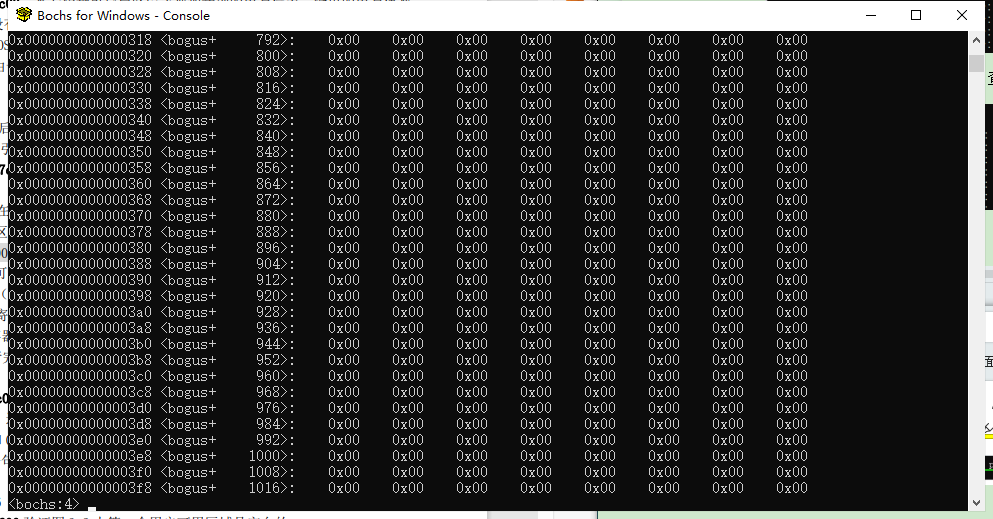 Bochs for Windows - Console
0x0000000000000318 <bogus+     792>:    0x00    0x00    0x00    0x00    0x00    0x00    0x00    0x00
0x0000000000000320 <bogus+     800>:    0x00    0x00    0x00    0x00    0x00    0x00    0x00    0x00
0x0000000000000328 <bogus+     808>:    0x00    0x00    0x00    0x00    0x00    0x00    0x00    0x00
0x0000000000000330 <bogus+     816>:    0x00    0x00    0x00    0x00    0x00    0x00    0x00    0x00
0x0000000000000338 <bogus+     824>:    0x00    0x00    0x00    0x00    0x00    0x00    0x00    0x00
0x0000000000000340 <bogus+     832>:    0x00    0x00    0x00    0x00    0x00    0x00    0x00    0x00
0x0000000000000348 <bogus+     840>:    0x00    0x00    0x00    0x00    0x00    0x00    0x00    0x00
0x0000000000000350 <bogus+     848>:    0x00    0x00    0x00    0x00    0x00    0x00    0x00    0x00
0x0000000000000358 <bogus+     856>:    0x00    0x00    0x00    0x00    0x00    0x00    0x00    0x00
0x0000000000000360 <bogus+     864>:    0x00    0x00    0x00    0x00    0x00    0x00    0x00    0x00
0x0000000000000368 <bogus+     872>:    0x00    0x00    0x00    0x00    0x00    0x00    0x00    0x00
0x0000000000000370 <bogus+     880>:    0x00    0x00    0x00    0x00    0x00    0x00    0x00    0x00
0x0000000000000378 <bogus+     888>:    0x00    0x00    0x00    0x00    0x00    0x00    0x00    0x00
0x0000000000000380 <bogus+     896>:    0x00    0x00    0x00    0x00    0x00    0x00    0x00    0x00
0x0000000000000388 <bogus+     904>:    0x00    0x00    0x00    0x00    0x00    0x00    0x00    0x00
0x0000000000000390 <bogus+     912>:    0x00    0x00    0x00    0x00    0x00    0x00    0x00    0x00
0x0000000000000398 <bogus+     920>:    0x00    0x00    0x00    0x00    0x00    0x00    0x00    0x00
0x00000000000003a0 <bogus+     928>:    0x00    0x00    0x00    0x00    0x00    0x00    0x00    0x00
0x00000000000003a8 <bogus+     936>:    0x00    0x00    0x00    0x00    0x00    0x00    0x00    0x00
0x00000000000003b0 <bogus+     944>:    0x00    0x00    0x00    0x00    0x00    0x00    0x00    0x00
0x00000000000003b8 <bogus+     952>:    0x00    0x00    0x00    0x00    0x00    0x00    0x00    0x00
0x00000000000003c0 <bogus+     960>:    0x00    0x00    0x00    0x00    0x00    0x00    0x00    0x00
0x00000000000003c8 <bogus+     968>:    0x00    0x00    0x00    0x00    0x00    0x00    0x00    0x00
0x00000000000003d0 <bogus+     976>:    0x00    0x00    0x00    0x00    0x00    0x00    0x00    0x00
0x00000000000003d8 <bogus+     984>:    0x00    0x00    0x00    0x00    0x00    0x00    0x00    0x00
0x00000000000003e0 <bogus+     992>:    0x00    0x00    0x00    0x00    0x00    0x00    0x00    0x00
0x00000000000003e8 <bogus+    1000>:    0x00    0x00    0x00    0x00    0x00    0x00    0x00    0x00
0x00000000000003f0 <bogus+    1008>:    0x00    0x00    0x00    0x00    0x00    0x00    0x00    0x00
0x00000000000003f8 <bogus+    1016>:    0x00    0x00    0x00    0x00    0x00    0x00    0x00    0x00
<bochs:4>